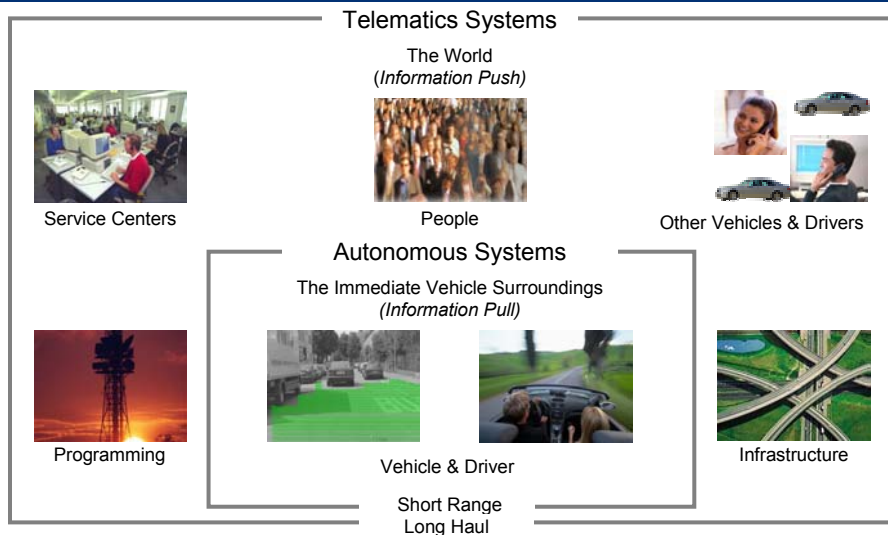 Telematics Systems
The World
(Information Push)
Service Centers
People
Other Vehicles & Drivers
Autonomous Systems
The Immediate Vehicle Surroundings
(Information Pull)
Programming
Vehicle & Driver
Infrastructure
Short Range
Long Haul